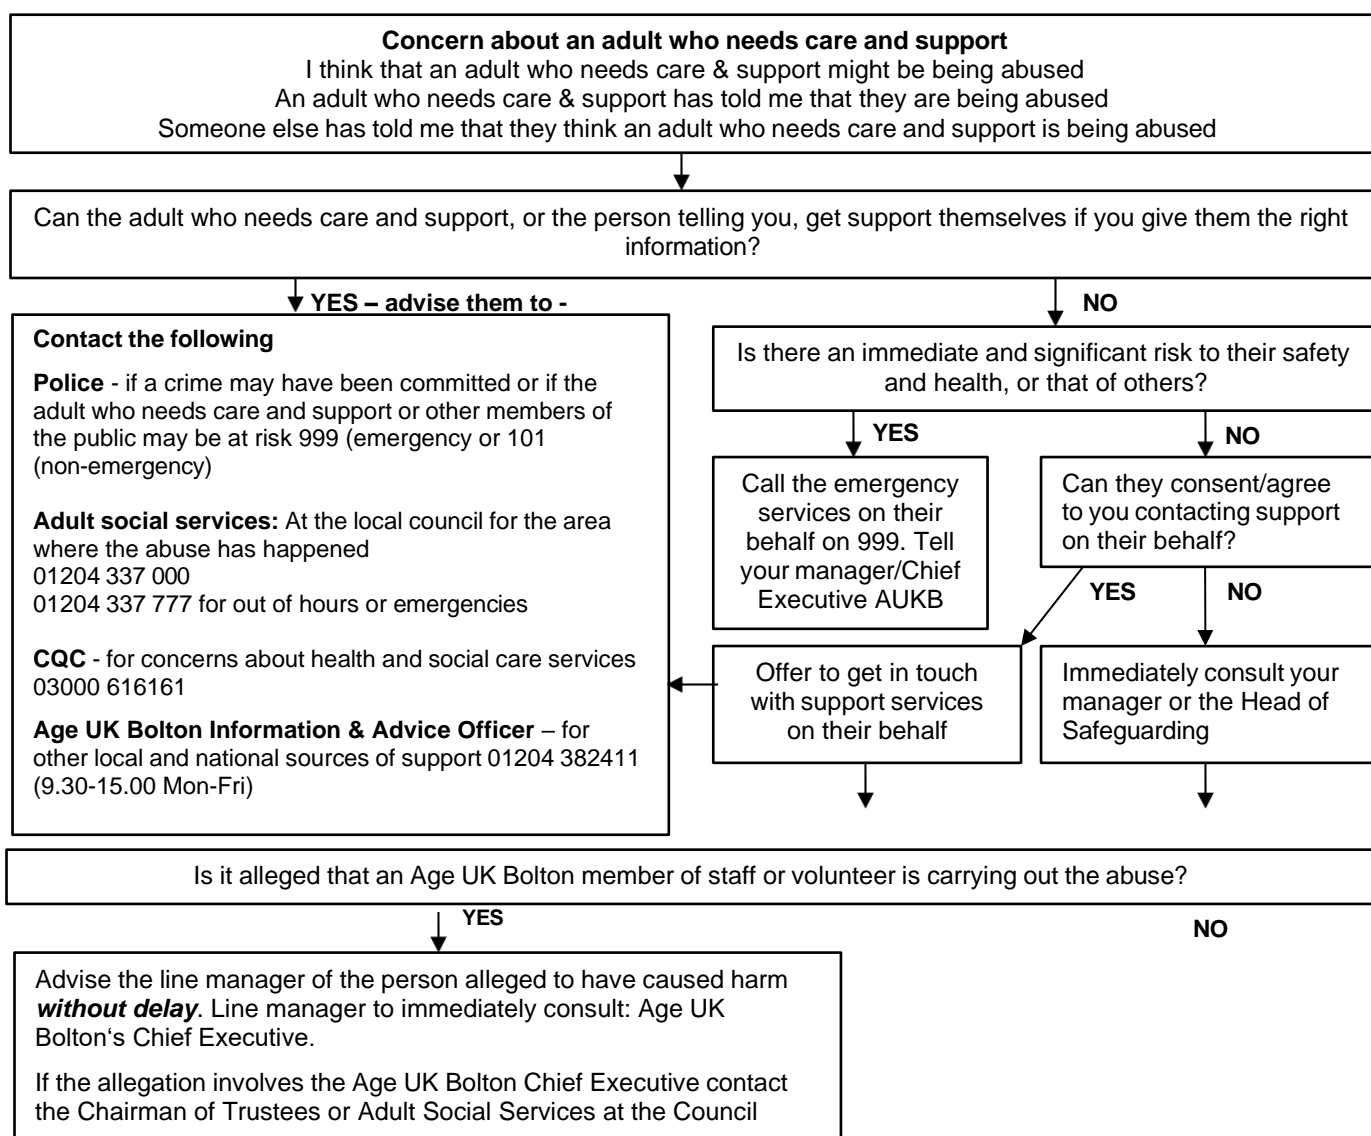 Concern about an adult who needs care and support
I think that an adult who needs care & support might be being abused
An adult who needs care & support has told me that they are being abused
Someone else has told me that they think an adult who needs care and support is being abused
Can the adult who needs care and support, or the person telling you, get support themselves if you give them the right
information?
YES – advise them to -
NO
Contact the following
Police - if a crime may have been committed or if the
adult who needs care and support or other members of
the public may be at risk 999 (emergency or 101
(non-emergency)
Adult social services: At the local council for the area
where the abuse has happened
01204 337 000
01204 337 777 for out of hours or emergencies
CQC - for concerns about health and social care services
03000 616161
Age UK Bolton Information & Advice Officer – for
other local and national sources of support 01204 382411
(9.30-15.00 Mon-Fri)
Is there an immediate and significant risk to their safety
and health, or that of others?
YES
NO
Call the emergency
services on their
behalf on 999. Tell
your manager/Chief
Executive AUKB
Can they consent/agree
to you contacting support
on their behalf?
YES
NO
Offer to get in touch
with support services
on their behalf
Immediately consult your
manager or the Head of
Safeguarding
Is it alleged that an Age UK Bolton member of staff or volunteer is carrying out the abuse?
YES
NO
Advise the line manager of the person alleged to have caused harm
without delay. Line manager to immediately consult: Age UK
Bolton‘s Chief Executive.
If the allegation involves the Age UK Bolton Chief Executive contact
the Chairman of Trustees or Adult Social Services at the Council